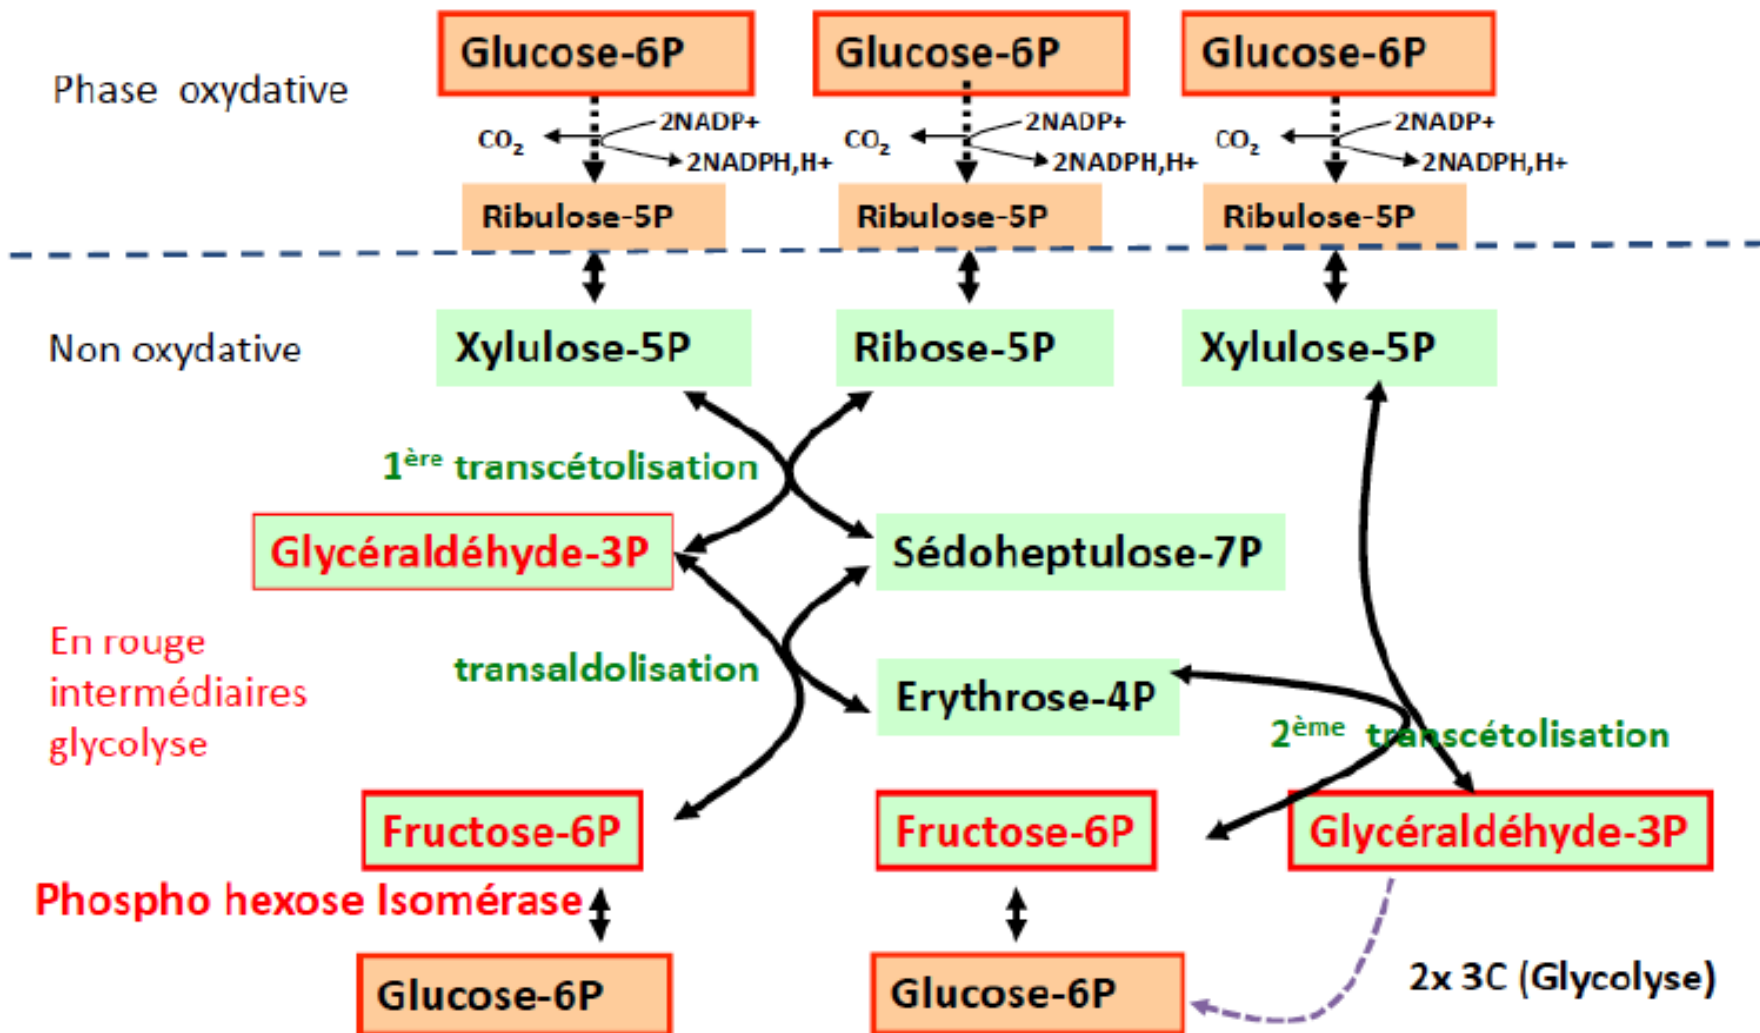 Glucose-6P Glucose-6P Glucose-6P
Phase oxydative
CO₂ 2NADP+ CO₂ 2NADP+ CO₂ 2NADP+
2NADPH,H+ 2NADPH,H+ 2NADPH,H+
Ribulose-5P Ribulose-5P Ribulose-5P
Non oxydative
Xylulose-5P Ribose-5P Xylulose-5P
1ère transcétolisation
Glycéraldéhyde-3P Sédoheptulose-7P
En rouge
intermédiaires
glycolyse
transaldolisation
Erythrose-4P
2ème transcétolisation
Fructose-6P Fructose-6P Glycéraldéhyde-3P
Phospho hexose Isomérase
Glucose-6P Glucose-6P
2x 3C (Glycolyse)